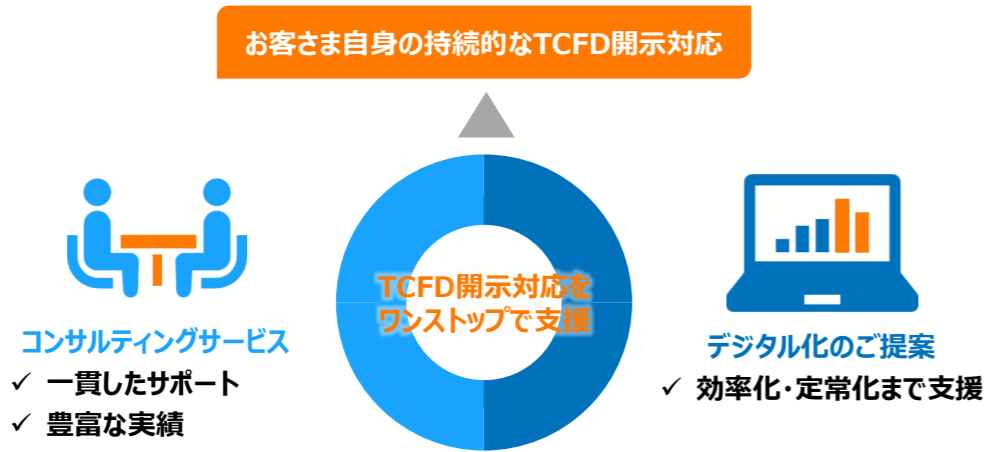 お客さま自身の持続的なTCFD開示対応
TCFD開示対応を
ワンストップで支援
コンサルティングサービス
✓ 一貫したサポート
✓ 豊富な実績
デジタル化のご提案
✓ 効率化・定常化まで支援